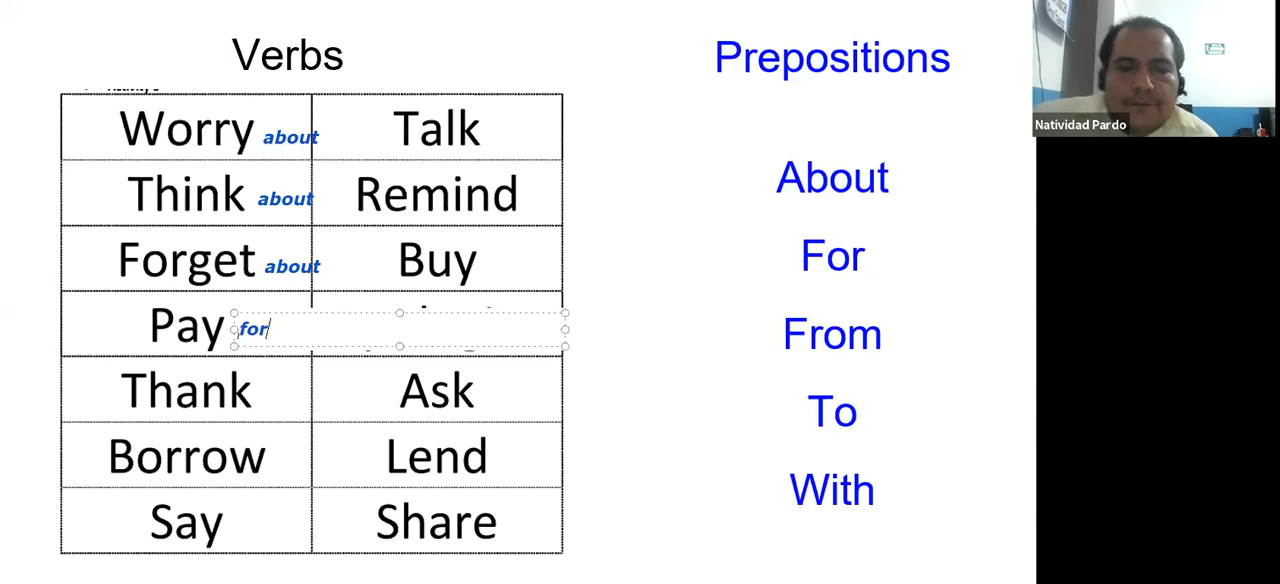 Verbs
Prepositions
Worry about Talk
Think about Remind
Forget about Buy
Pay for
Thank Ask
Borrow Lend
Say Share
About
For
From
To
With
Natividad Pardo